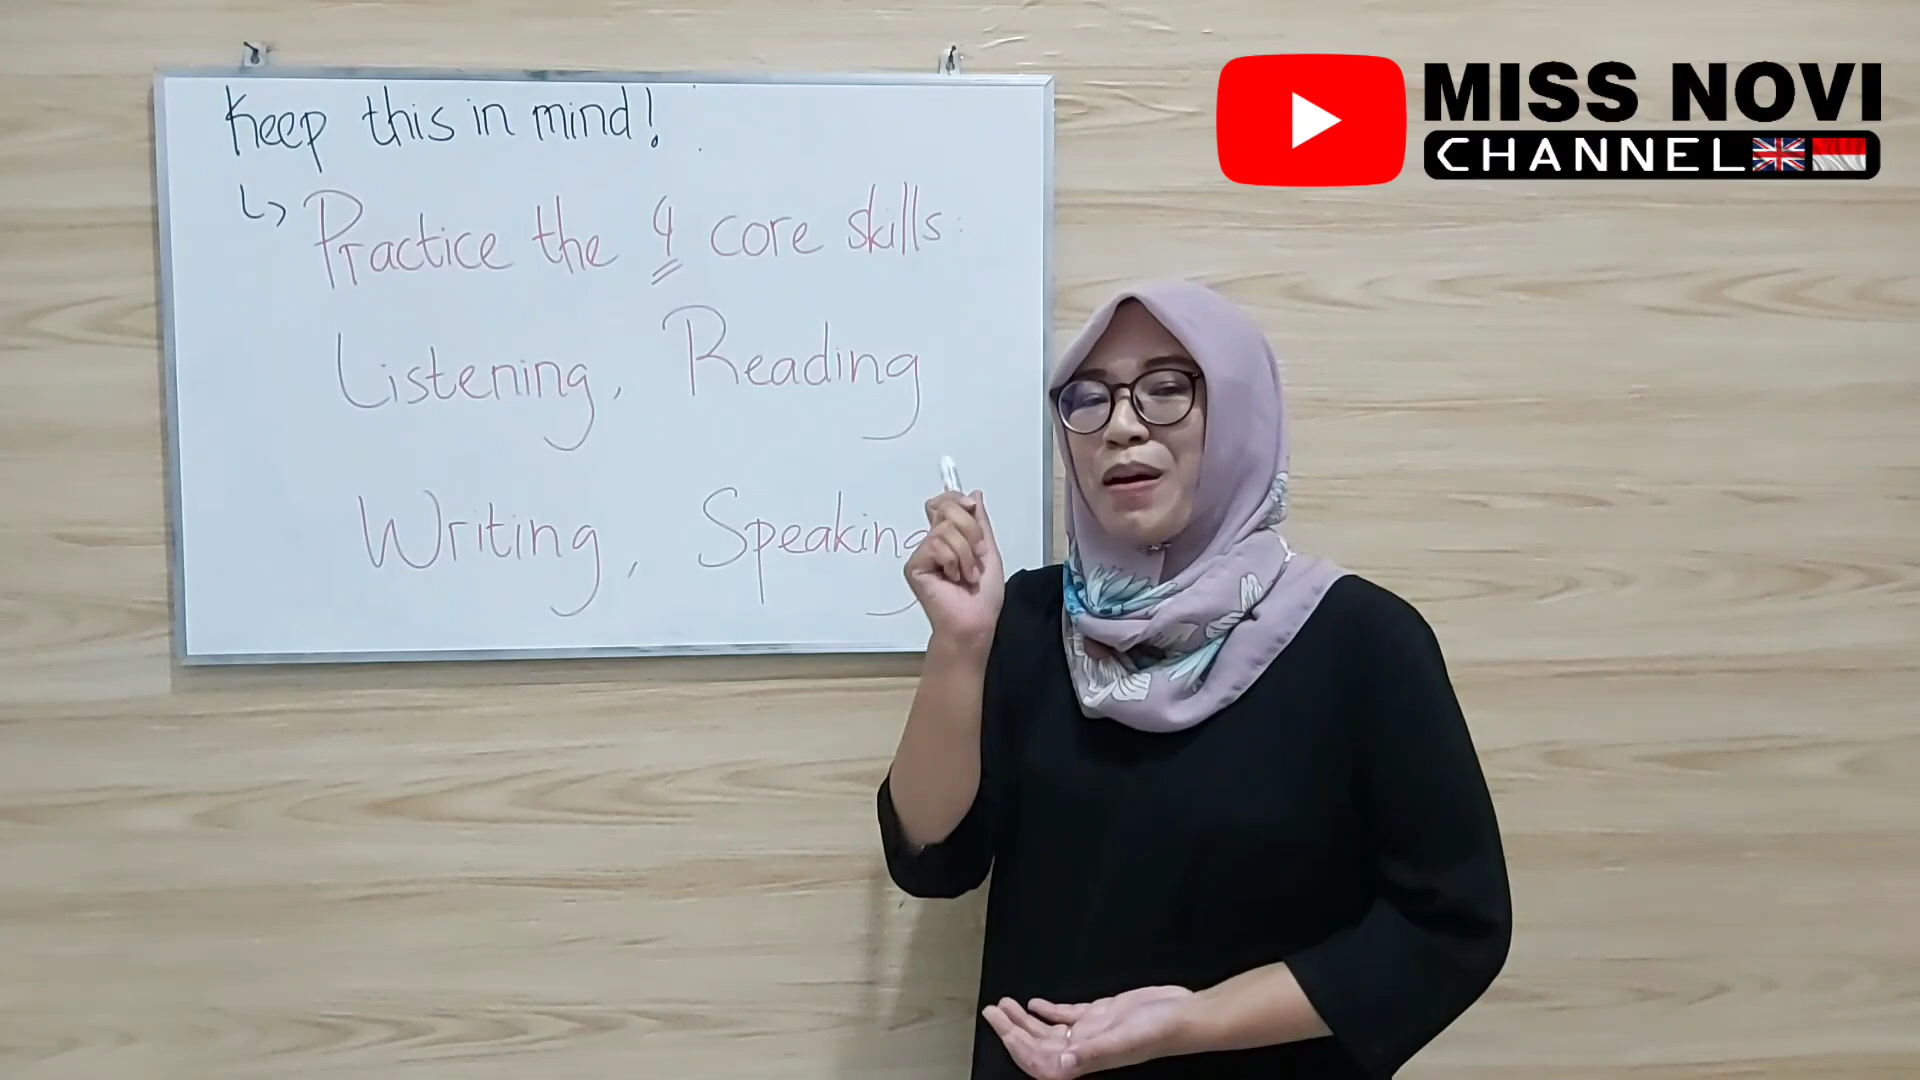 Keep this in mind!
↳ Practice the 4 core skills:
Listening, Reading
Writing, Speaking
MISS NOVI
CHANNEL